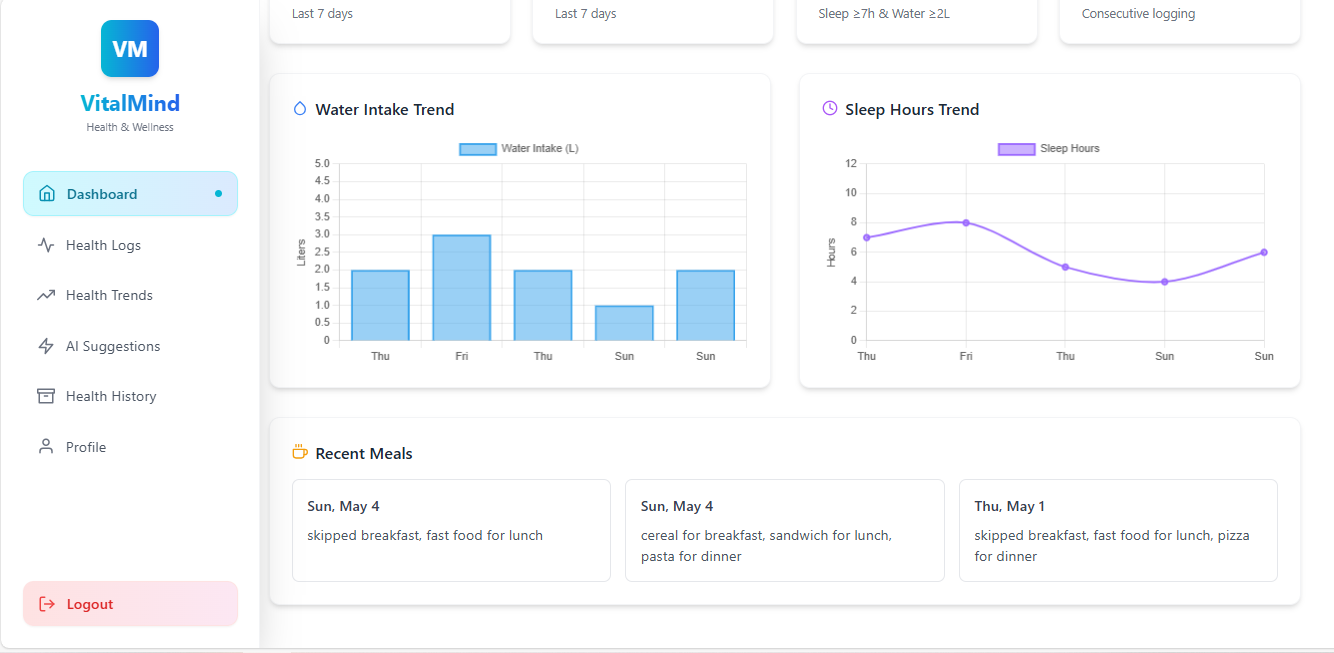 VM
VitalMind
Health & Wellness
Dashboard
Health Logs
Health Trends
AI Suggestions
Health History
Profile
Logout
Last 7 days
Last 7 days
Sleep ≥7h & Water ≥2L
Consecutive logging
Water Intake Trend
Water Intake (L)
5.0
4.5
4.0
3.5
3.0
2.5
2.0
1.5
1.0
0.5
0
Liters
Thu Fri Thu Sun Sun
Sleep Hours Trend
Sleep Hours
12
10
8
6
4
2
0
Hours
Thu Fri Thu Sun Sun
Recent Meals
Sun, May 4
skipped breakfast, fast food for lunch
Sun, May 4
cereal for breakfast, sandwich for lunch,
pasta for dinner
Thu, May 1
skipped breakfast, fast food for lunch, pizza
for dinner